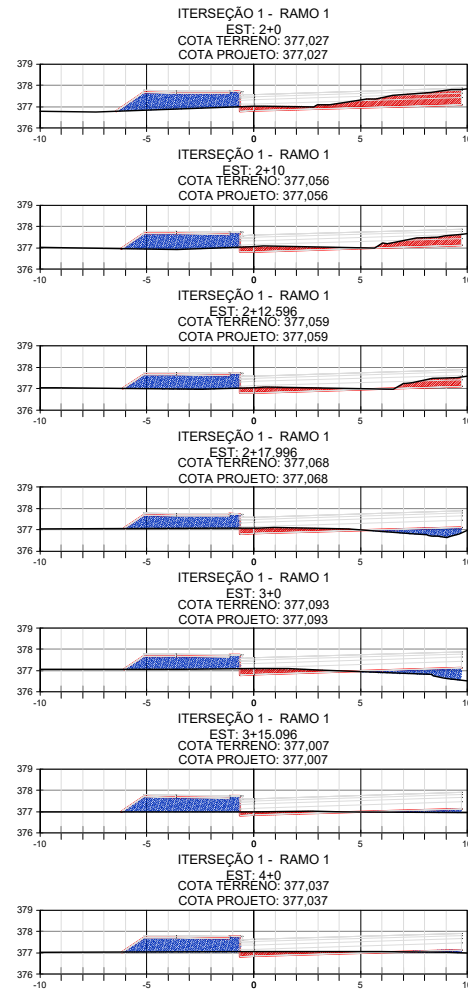 ITERSEÇÃO 1 - RAMO 1
EST: 2+0
COTA TERRENO: 377,027
COTA PROJETO: 377,027
379
378
377
376
-10 -5 0 5 10
ITERSEÇÃO 1 - RAMO 1
EST: 2+10
COTA TERRENO: 377,056
COTA PROJETO: 377,056
379
378
377
376
-10 -5 0 5 10
ITERSEÇÃO 1 - RAMO 1
EST: 2+12.596
COTA TERRENO: 377,059
COTA PROJETO: 377,059
379
378
377
376
-10 -5 0 5 10
ITERSEÇÃO 1 - RAMO 1
EST: 2+17.996
COTA TERRENO: 377,068
COTA PROJETO: 377,068
379
378
377
376
-10 -5 0 5 10
ITERSEÇÃO 1 - RAMO 1
EST: 3+0
COTA TERRENO: 377,093
COTA PROJETO: 377,093
379
378
377
376
-10 -5 0 5 10
ITERSEÇÃO 1 - RAMO 1
EST: 3+15.096
COTA TERRENO: 377,007
COTA PROJETO: 377,007
379
378
377
376
-10 -5 0 5 10
ITERSEÇÃO 1 - RAMO 1
EST: 4+0
COTA TERRENO: 377,037
COTA PROJETO: 377,037
379
378
377
376
-10 -5 0 5 10